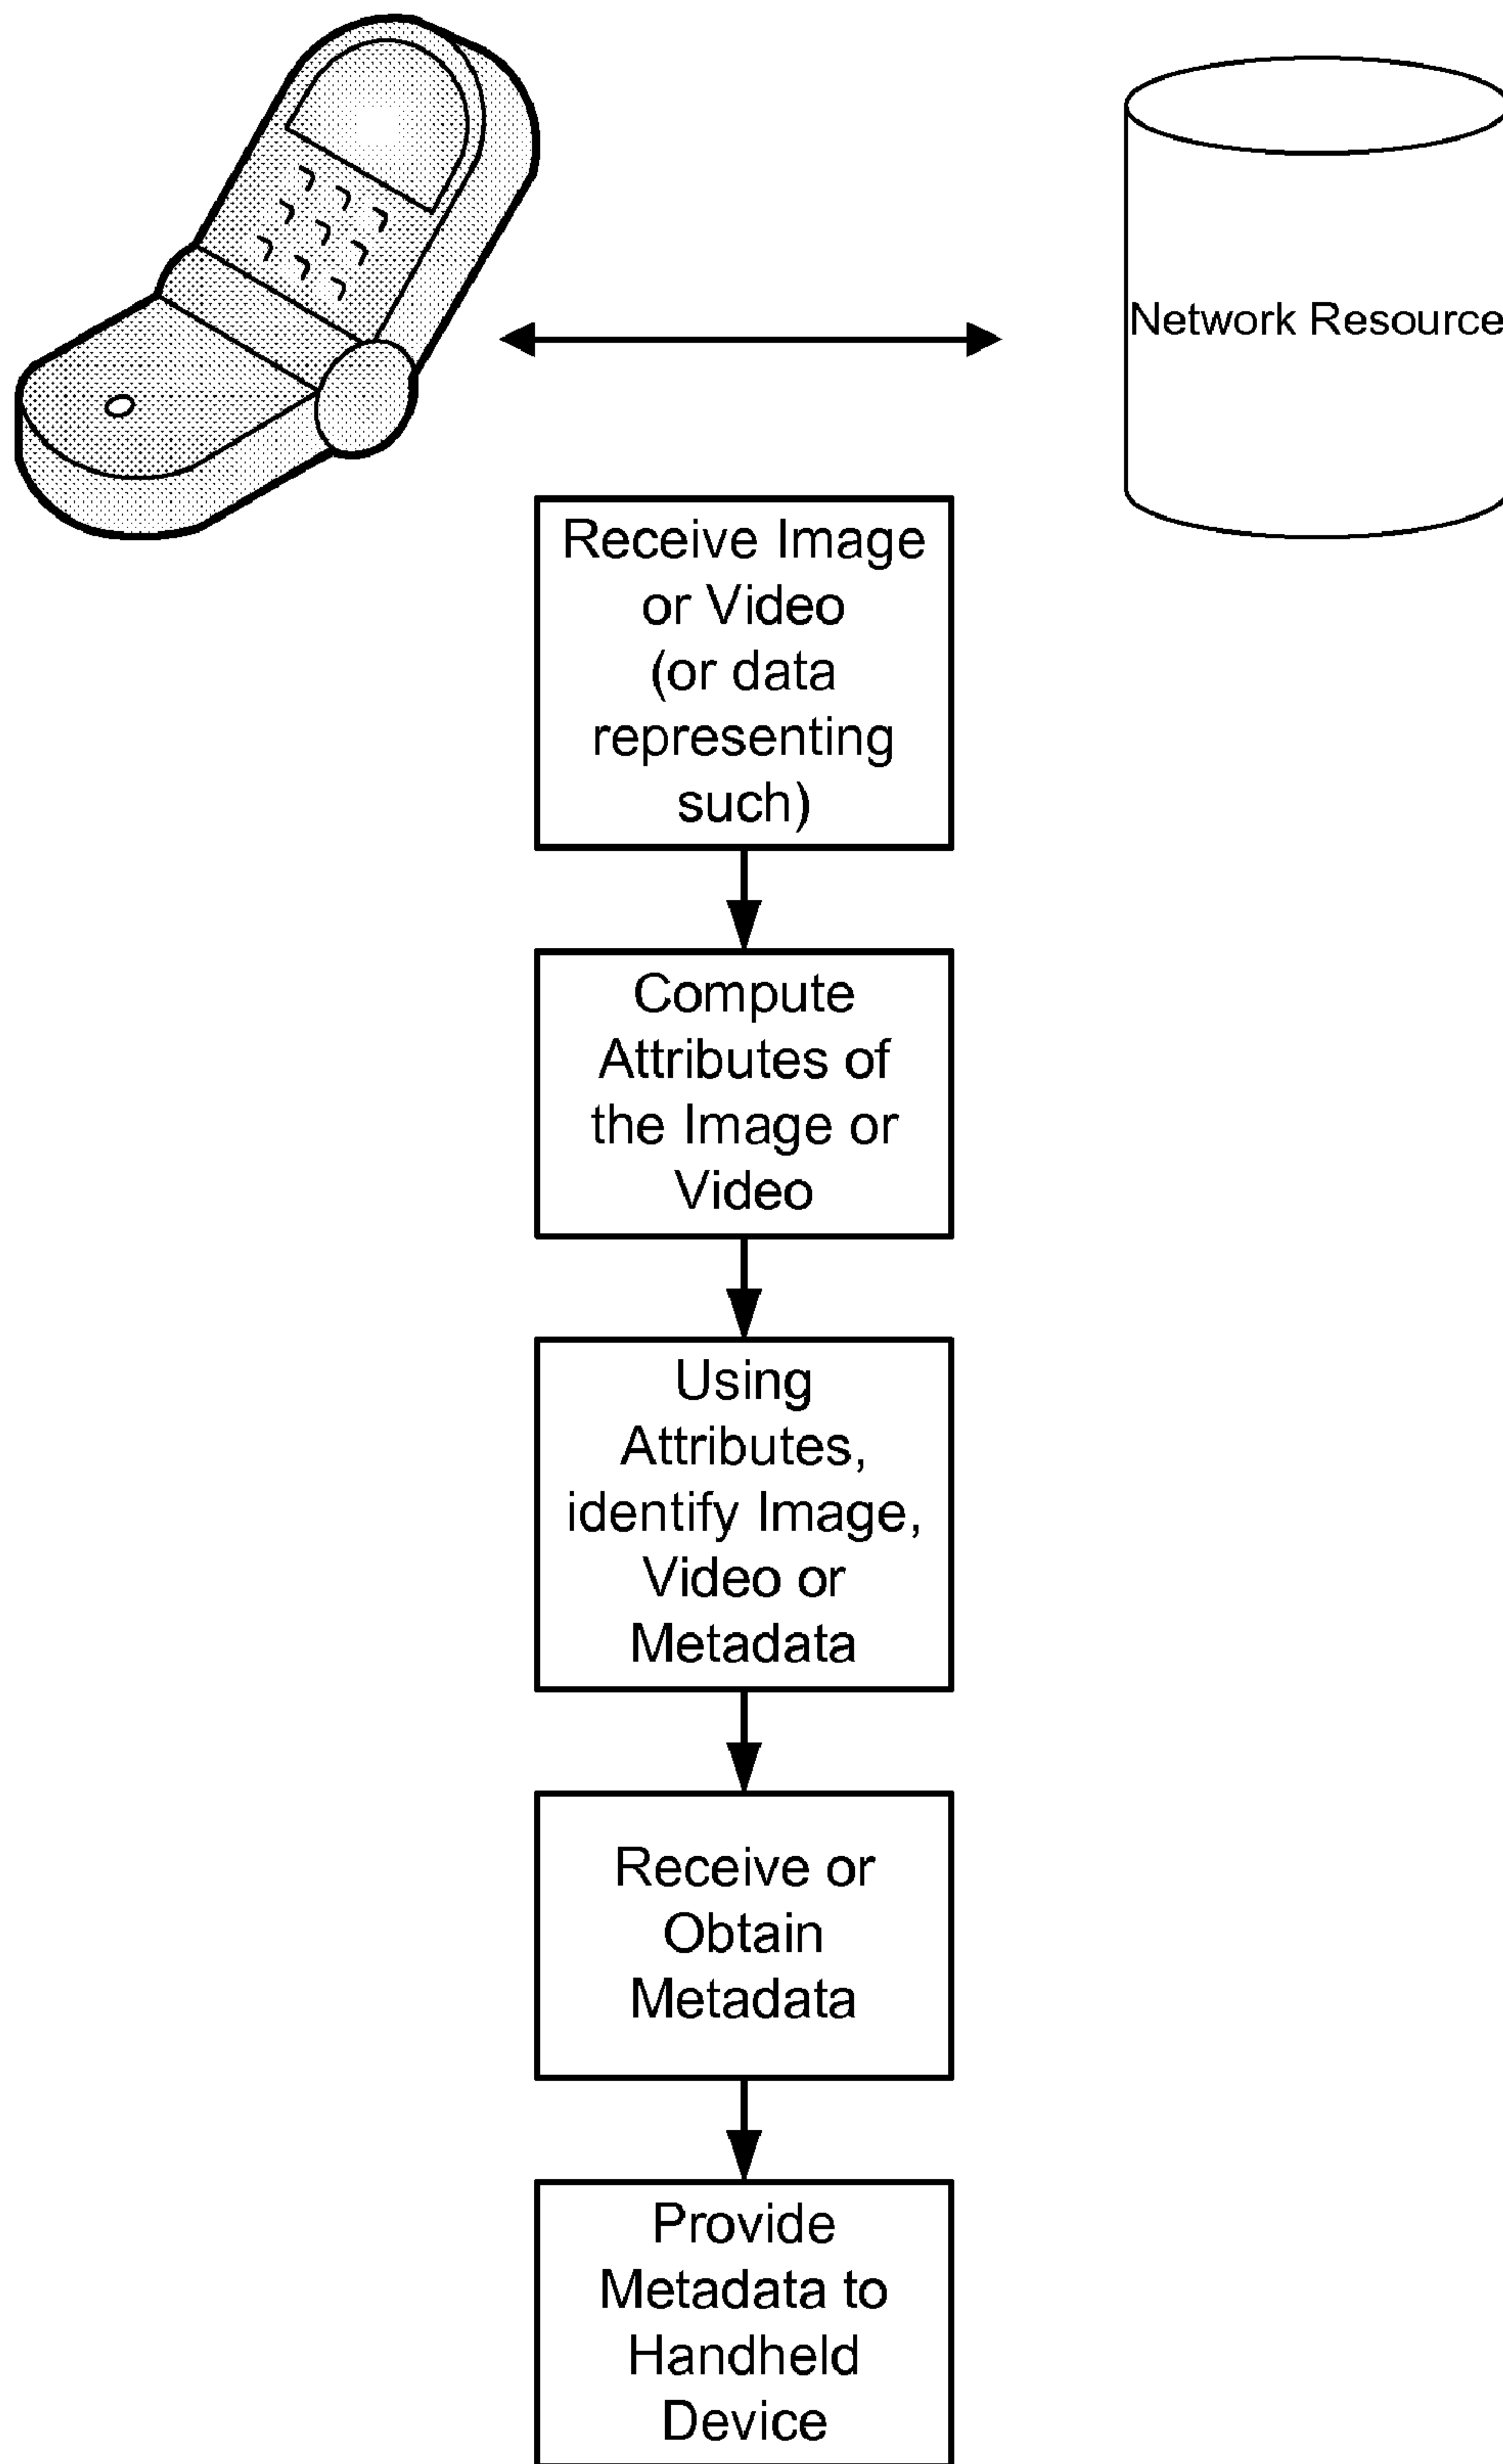 Network Resource
Receive Image
or Video
(or data
representing
such)
Compute
Attributes of
the Image or
Video
Using
Attributes,
identify Image,
Video or
Metadata
Receive or
Obtain
Metadata
Provide
Metadata to
Handheld
Device